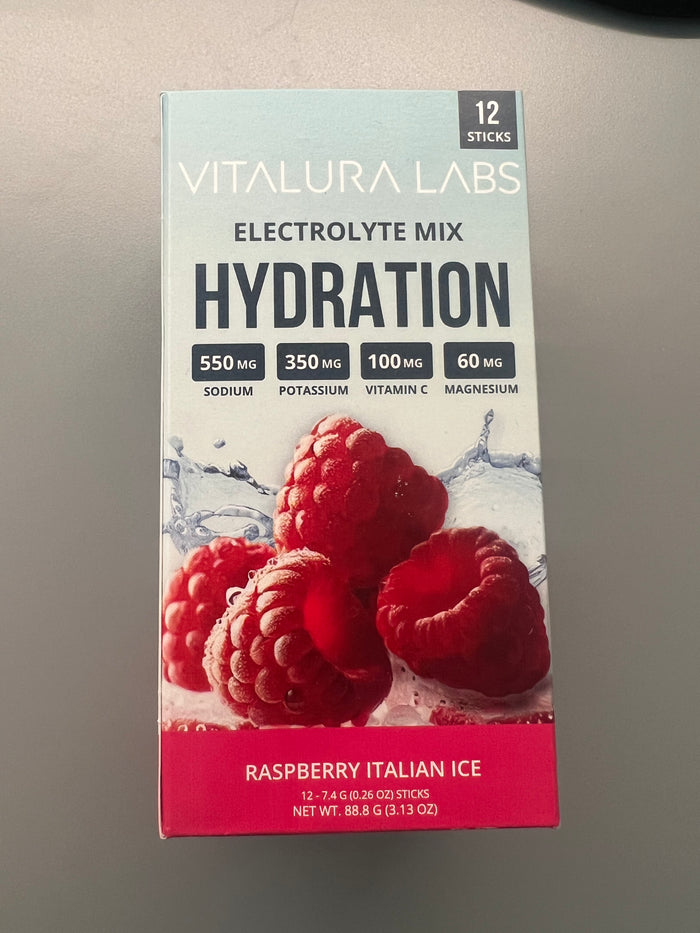 12
STICKS
VITALURA LABS
ELECTROLYTE MIX
HYDRATION
550 MG 350 MG 100 MG 60 MG
SODIUM POTASSIUM VITAMIN C MAGNESIUM
RASPBERRY ITALIAN ICE
12 - 7.4 G (0.26 OZ) STICKS
NET WT. 88.8 G (3.13 OZ)